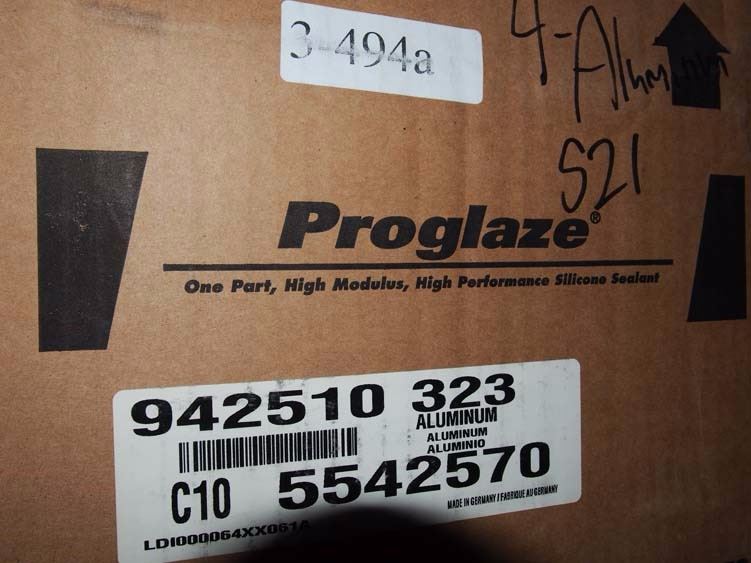 3-494a
4-Aluminum
S21
Proglaze®
One Part, High Modulus, High Performance Silicone Sealant
942510 323
ALUMINUM
ALUMINUM
ALUMINIO
C10 5542570
MADE IN GERMANY / FABRIQUE AU GERMANY
LDI000064XX061A